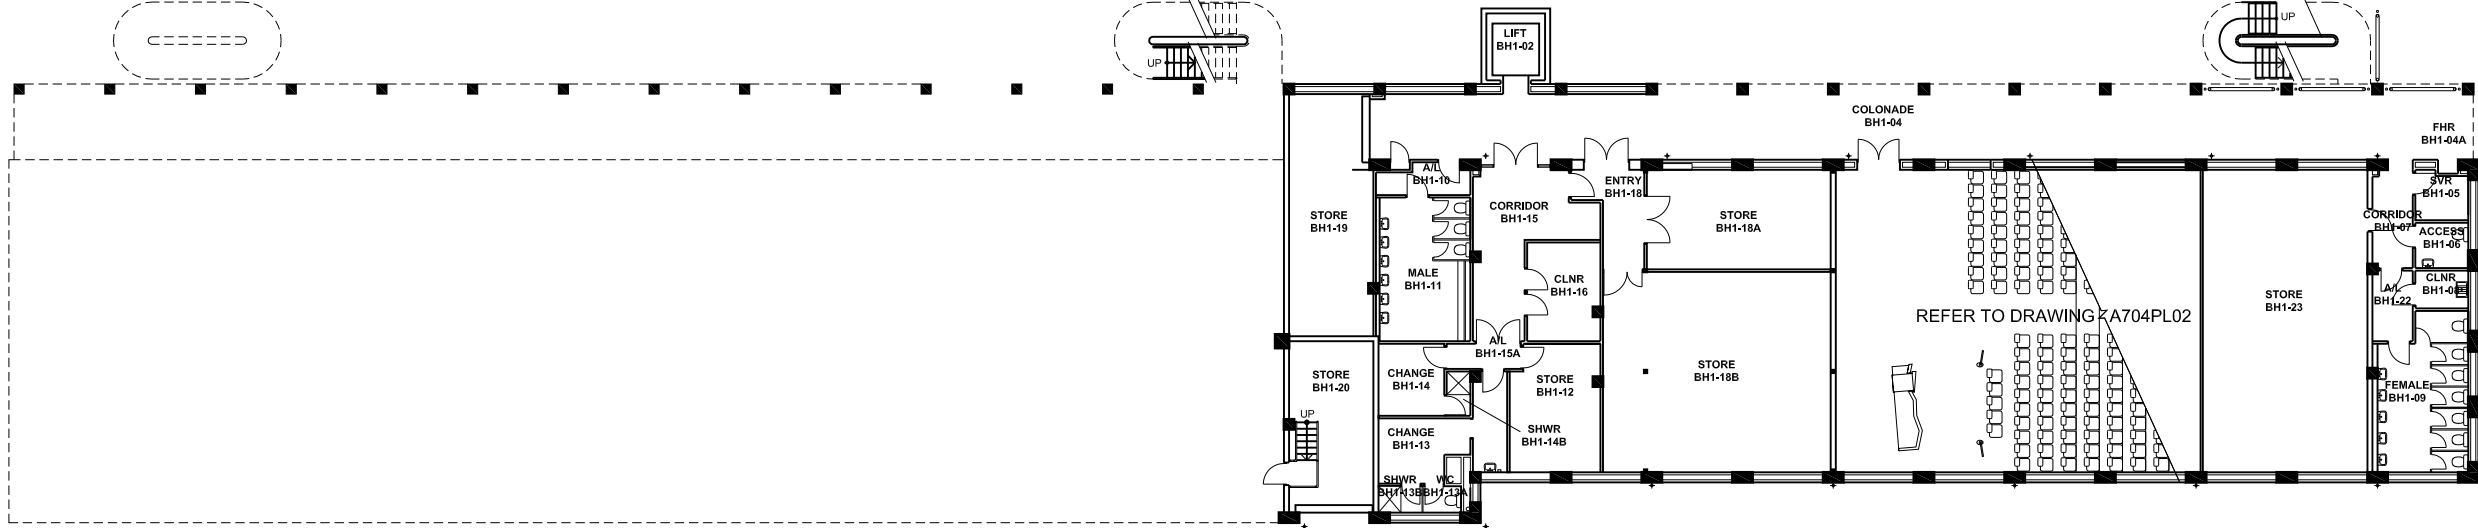 UP
LIFT
BH1-02
UP
COLONADE
BH1-04
FHR
BH1-04A
A/L
BH1-10
ENTRY
BH1-18
SVR
BH1-05
STORE
BH1-19
CORRIDOR
BH1-15
STORE
BH1-18A
CORRIDOR
BH1-07
ACCESS
BH1-06
MALE
BH1-11
CLNR
BH1-16
CLNR
BH1-08
A/L
BH1-22
STORE
BH1-23
REFER TO DRAWING ZA704PL02
A/L
BH1-15A
STORE
BH1-20
CHANGE
BH1-14
STORE
BH1-12
STORE
BH1-18B
FEMALE
BH1-09
UP
CHANGE
BH1-13
SHWR
BH1-14B
SHWR
BH1-13B
WC
BH1-13A